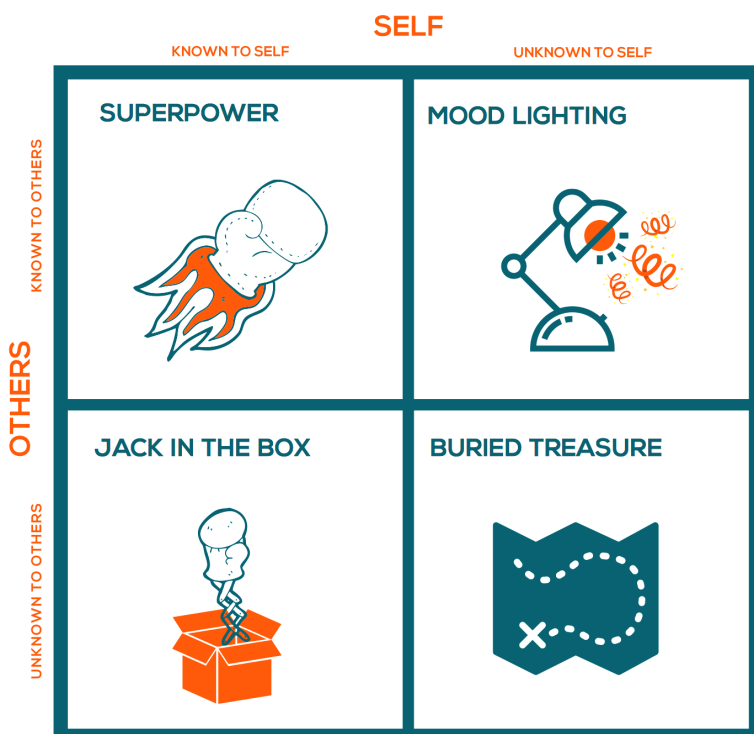 SELF
KNOWN TO SELF
UNKNOWN TO SELF
OTHERS
KNOWN TO OTHERS
SUPERPOWER
MOOD LIGHTING
UNKNOWN TO OTHERS
JACK IN THE BOX
BURIED TREASURE